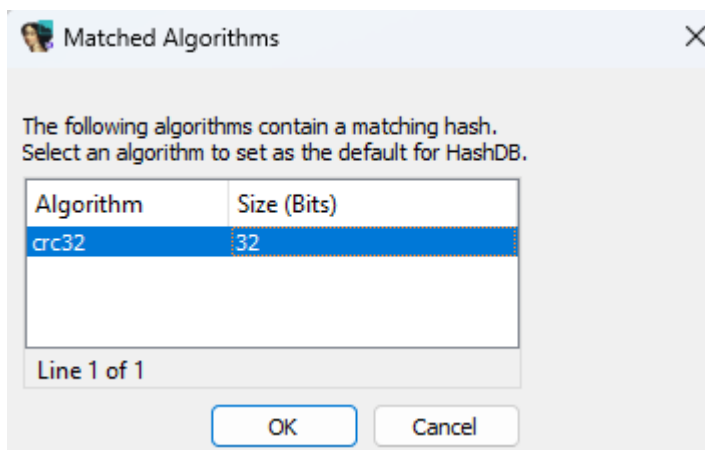 Matched Algorithms
The following algorithms contain a matching hash.
Select an algorithm to set as the default for HashDB.
Algorithm Size (Bits)
crc32 32
Line 1 of 1
OK Cancel